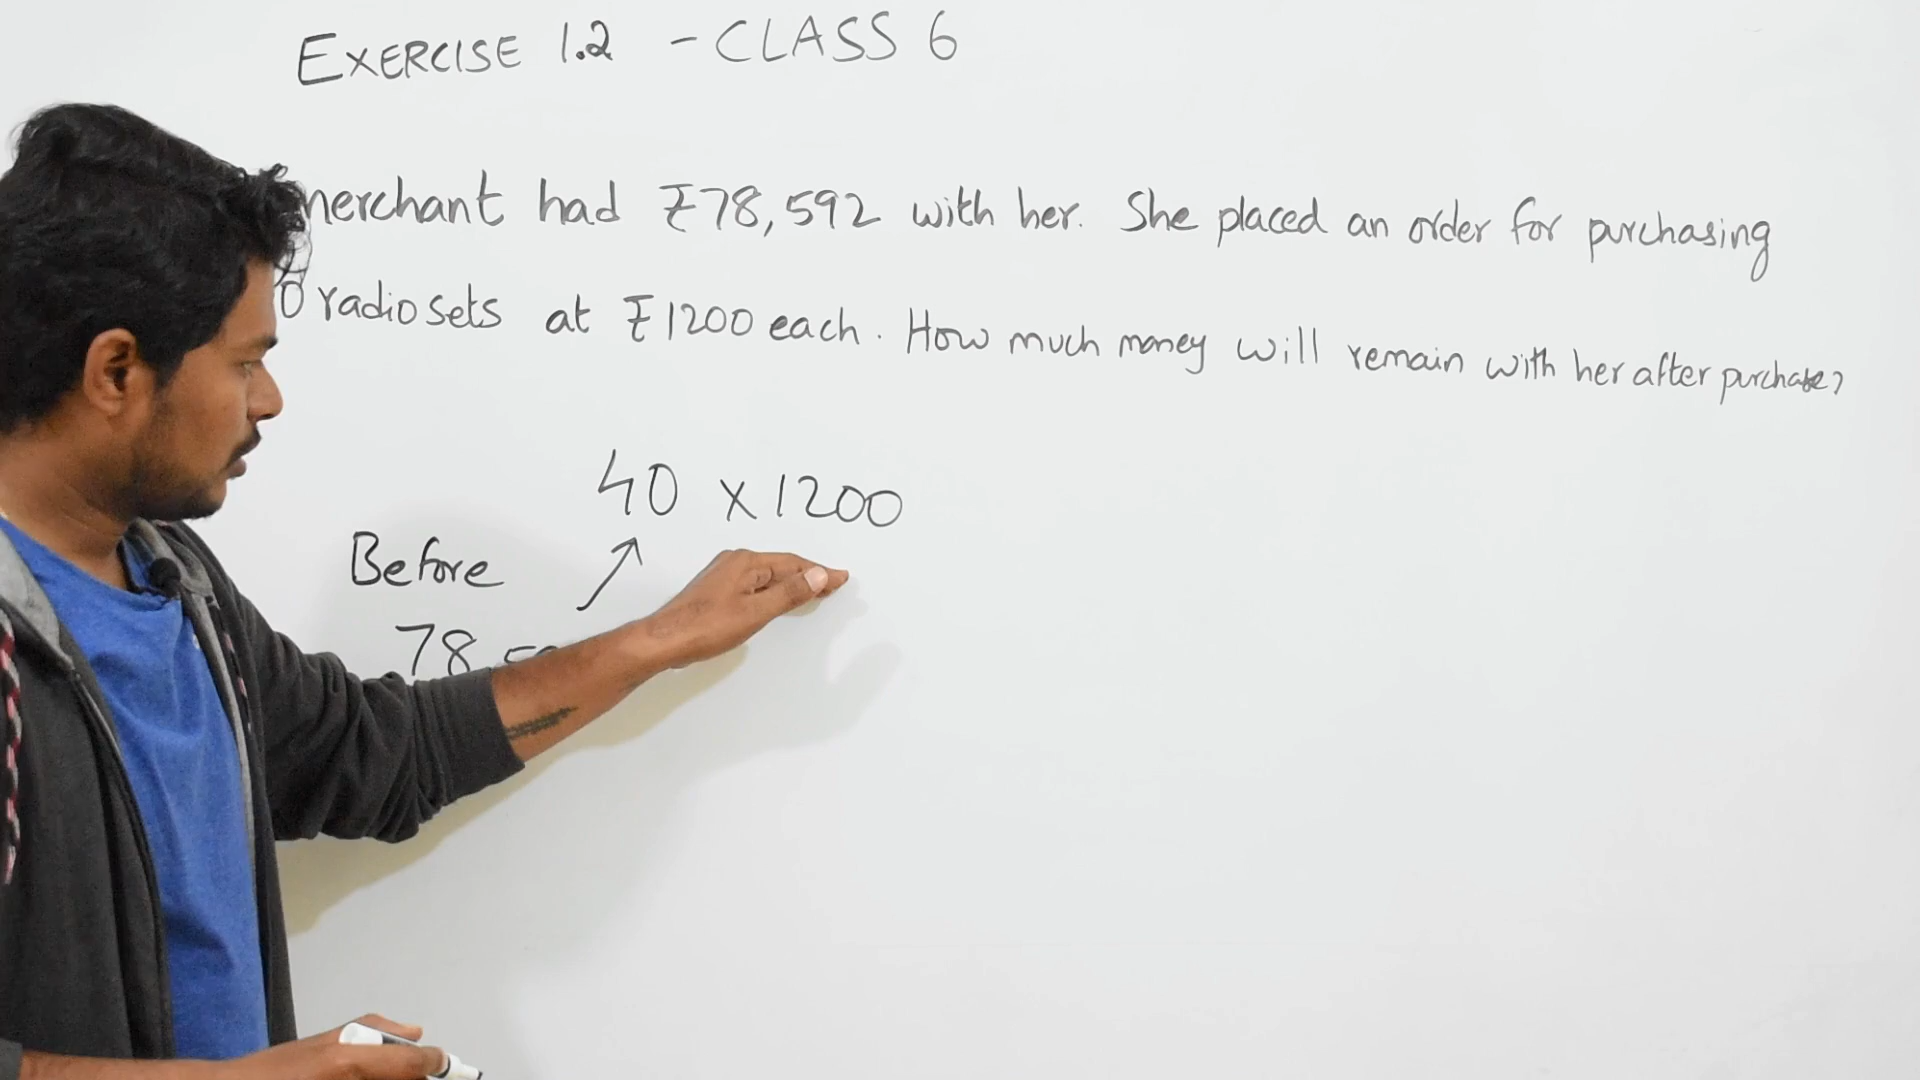 EXERCISE 1.2 - CLASS 6
merchant had ₹78,592 with her. She placed an order for purchasing
0 radio sets at ₹1200 each. How much money will remain with her after purchase?
40 x 1200
Before
78,59